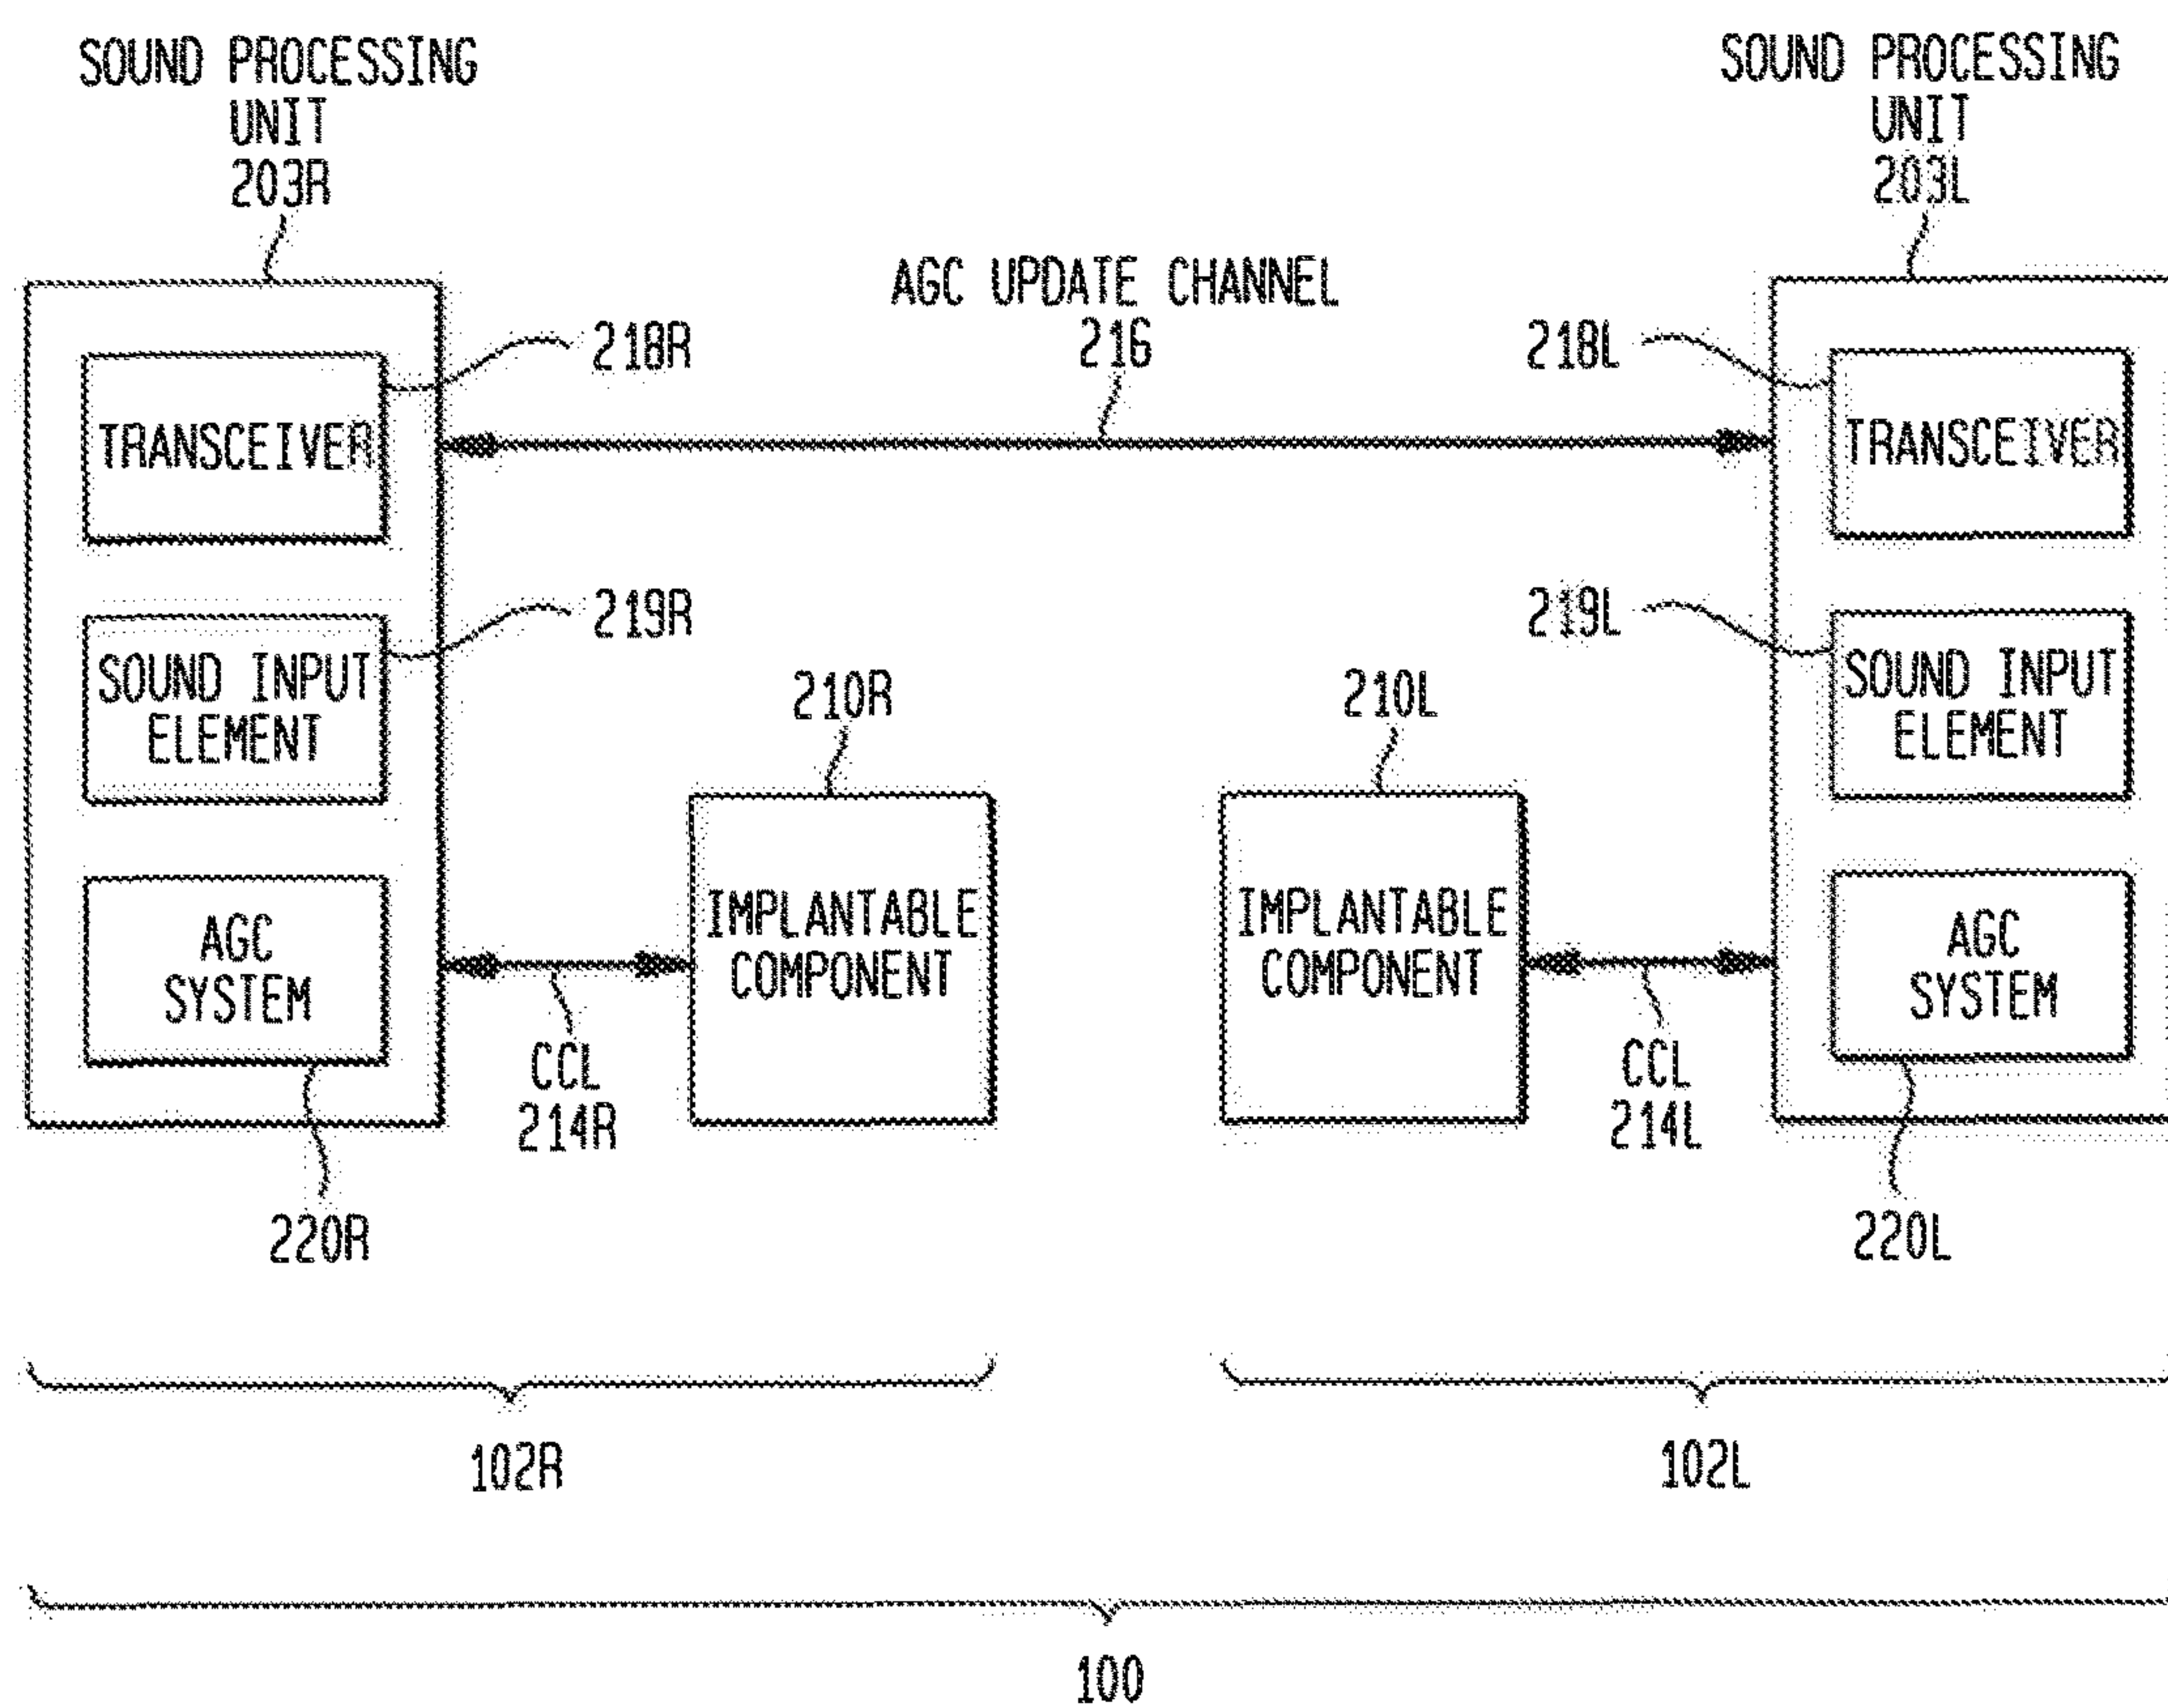 SOUND PROCESSING
UNIT
203R
SOUND PROCESSING
UNIT
203L
AGC UPDATE CHANNEL
216
218R
218L
TRANSCEIVER
TRANSCEIVER
219R
219L
SOUND INPUT
ELEMENT
SOUND INPUT
ELEMENT
210R
210L
IMPLANTABLE
COMPONENT
IMPLANTABLE
COMPONENT
AGC
SYSTEM
AGC
SYSTEM
CCL
214R
CCL
214L
220R
220L
102R
102L
100